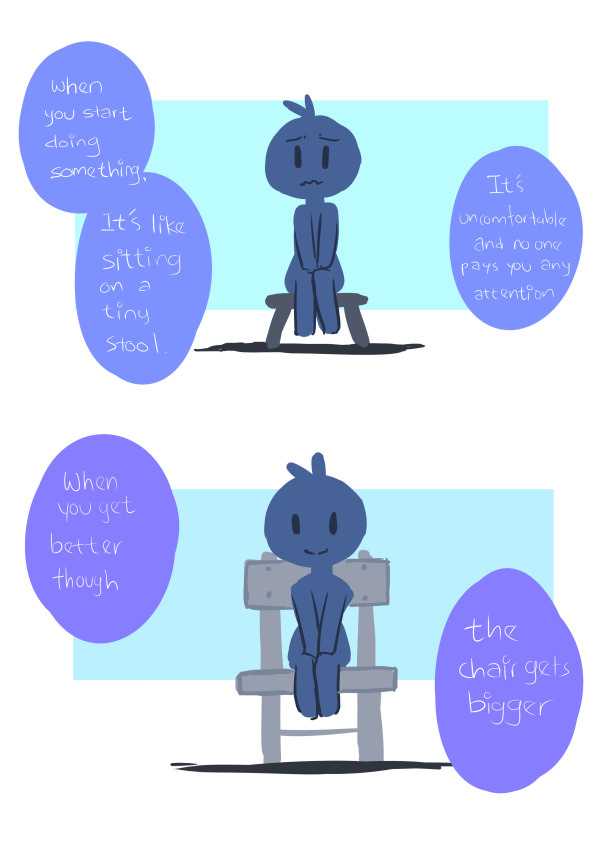 When
you start
doing
something,
It's like
sitting
on a
tiny
stool.
It's
uncomfortable
and no one
pays you any
attention
When
you get
better
though
the
chair gets
bigger